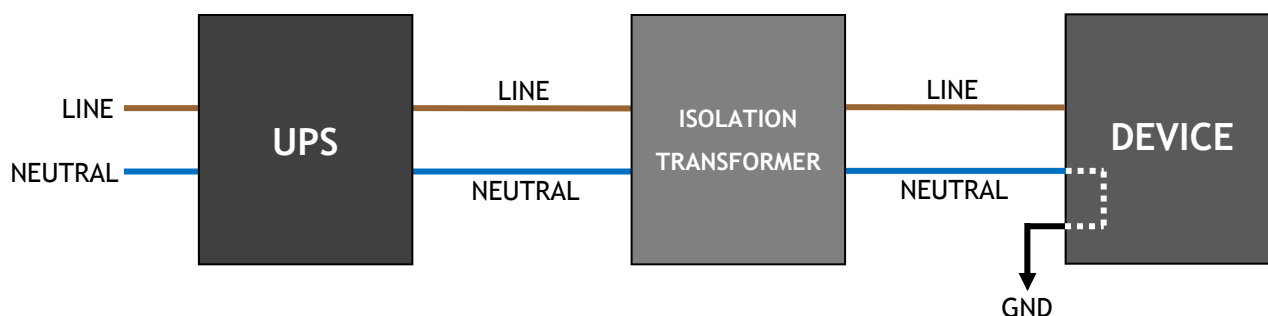 LINE
NEUTRAL
UPS
LINE
NEUTRAL
ISOLATION
TRANSFORMER
LINE
NEUTRAL
DEVICE
GND